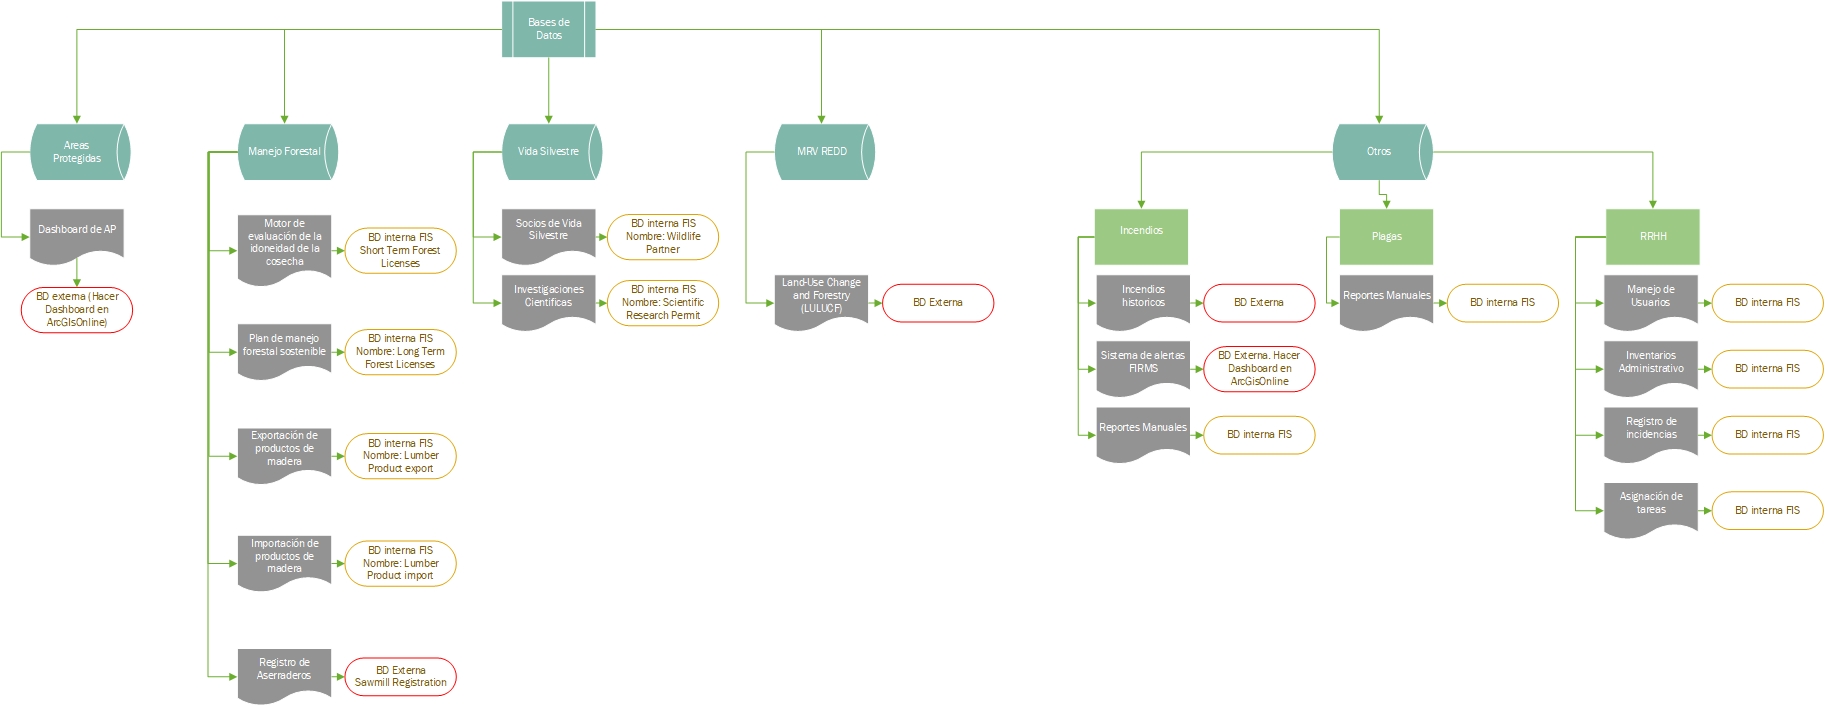 Bases de
Datos
Areas
Protegidas
Dashboard de AP
BD externa (Hacer
Dashboard en
ArcGIsOnline)
Manejo Forestal
Motor de
evaluación de la
idoneidad de la
cosecha
BD interna FIS
Short Term Forest
Licenses
Plan de manejo
forestal sostenible
BD interna FIS
Nombre: Long Term
Forest Licenses
Exportación de
productos de
madera
BD interna FIS
Nombre: Lumber
Product export
Importación de
productos de
madera
BD interna FIS
Nombre: Lumber
Product import
Registro de
Aserraderos
BD Externa
Sawmill Registration
Vida Silvestre
Socios de Vida
Silvestre
BD interna FIS
Nombre: Wildlife
Partner
Investigaciones
Cientificas
BD interna FIS
Nombre: Scientific
Research Permit
MRV REDD
Land-Use Change
and Forestry
(LULUCF)
BD Externa
Otros
Incendios
Incendios
historicos
BD Externa
Sistema de alertas
FIRMS
BD Externa. Hacer
Dashboard en
ArcGisOnline
Reportes Manuales
BD interna FIS
Plagas
Reportes Manuales
BD interna FIS
RRHH
Manejo de
Usuarios
BD interna FIS
Inventarios
Administrativo
BD interna FIS
Registro de
incidencias
BD interna FIS
Asignación de
tareas
BD interna FIS